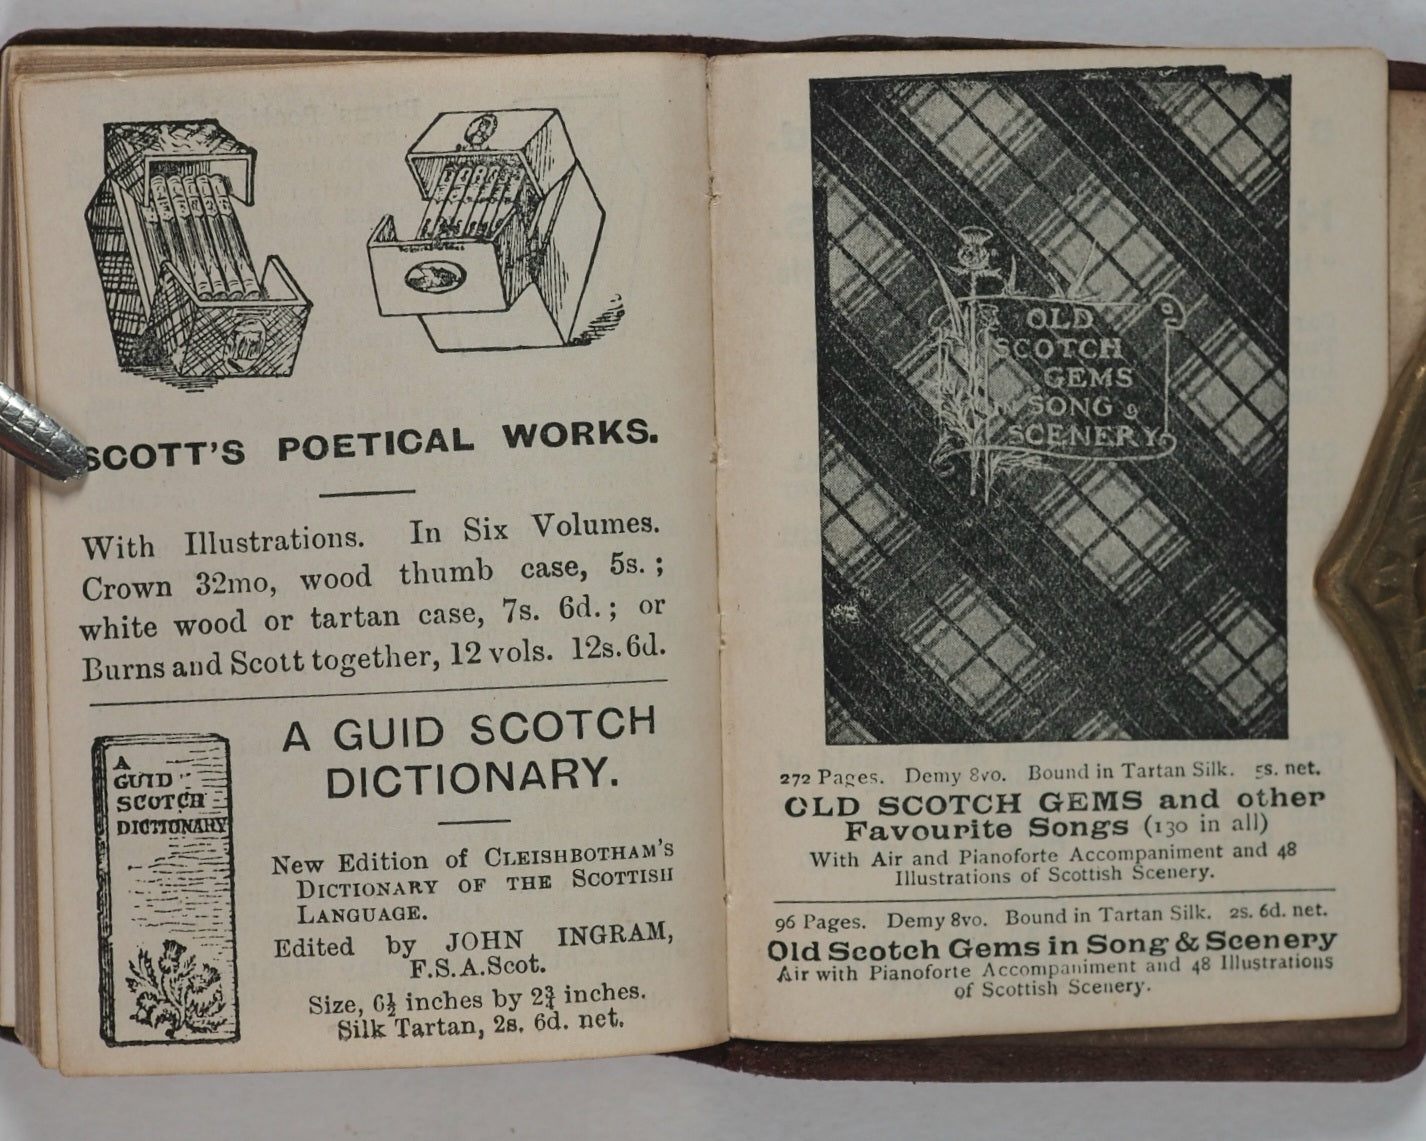 SCOTT'S POETICAL WORKS.
With Illustrations. In Six Volumes.
Crown 32mo, wood thumb case, 5s. ;
white wood or tartan case, 7s. 6d. ; or
Burns and Scott together, 12 vols. 12s. 6d.
A
GUID
SCOTCH
DICTIONARY
A GUID SCOTCH
DICTIONARY.
New Edition of CLEISHBOTHAM'S
DICTIONARY OF THE SCOTTISH
LANGUAGE.
Edited by JOHN INGRAM,
F.S.A.Scot.
Size, 6½ inches by 2¾ inches.
Silk Tartan, 2s. 6d. net.
OLD
SCOTCH
GEMS
IN SONG &
SCENERY
272 Pages. Demy 8vo. Bound in Tartan Silk. 5s. net.
OLD SCOTCH GEMS and other
Favourite Songs (130 in all)
With Air and Pianoforte Accompaniment and 48
Illustrations of Scottish Scenery.
96 Pages. Demy 8vo. Bound in Tartan Silk. 2s. 6d. net.
Old Scotch Gems in Song & Scenery
Air with Pianoforte Accompaniment and 48 Illustrations
of Scottish Scenery.